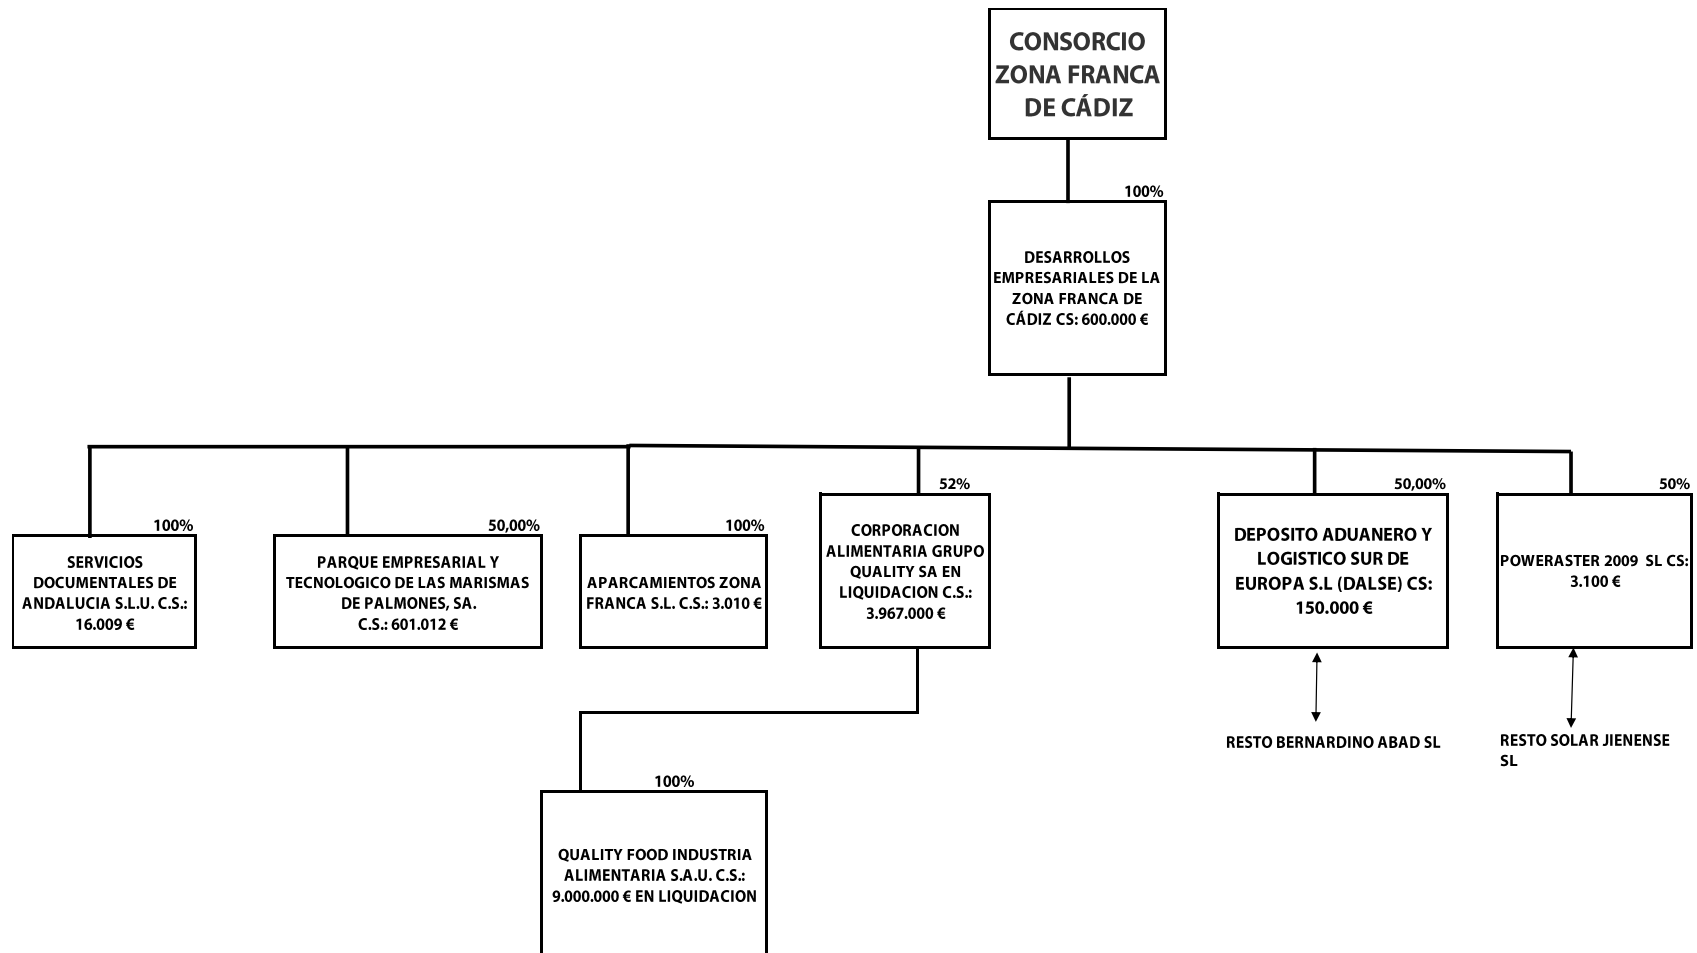 CONSORCIO
ZONA FRANCA
DE CÁDIZ
100%
DESARROLLOS
EMPRESARIALES DE LA
ZONA FRANCA DE
CÁDIZ CS: 600.000 €
100%
SERVICIOS
DOCUMENTALES DE
ANDALUCIA S.L.U. C.S.:
16.009 €
50,00%
PARQUE EMPRESARIAL Y
TECNOLOGICO DE LAS MARISMAS
DE PALMONES, SA.
C.S.: 601.012 €
100%
APARCAMIENTOS ZONA
FRANCA S.L. C.S.: 3.010 €
52%
CORPORACION
ALIMENTARIA GRUPO
QUALITY SA EN
LIQUIDACION C.S.:
3.967.000 €
50,00%
DEPOSITO ADUANERO Y
LOGISTICO SUR DE
EUROPA S.L (DALSE) CS:
150.000 €
50%
POWERASTER 2009  SL CS:
3.100 €
RESTO BERNARDINO ABAD SL
RESTO SOLAR JIENENSE
SL
100%
QUALITY FOOD INDUSTRIA
ALIMENTARIA S.A.U. C.S.:
9.000.000 € EN LIQUIDACION